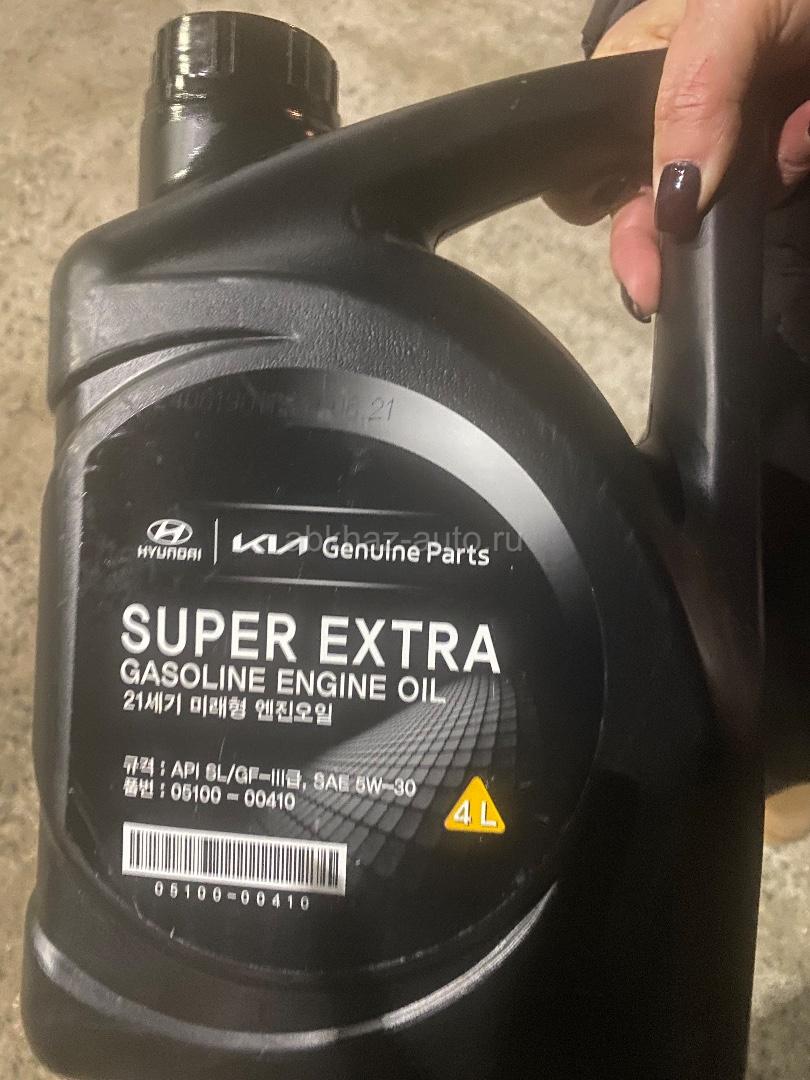 abkhaz-auto.ru
HYUNDAI KIA Genuine Parts
SUPER EXTRA
GASOLINE ENGINE OIL
21세기 미래형 엔진오일
규격 : API SL/GF-III급, SAE 5W-30
품번 : 05100 - 00410
4 L
05100-00410